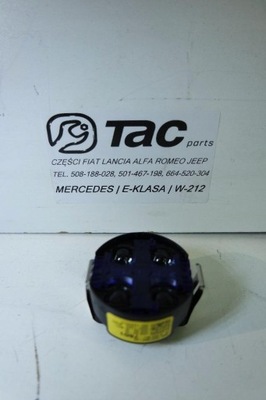 TAC parts
CZĘŚCI FIAT LANCIA ALFA ROMEO JEEP
TEL. 508-188-028, 501-467-198, 664-520-304
MERCEDES / E-KLASA / W-212